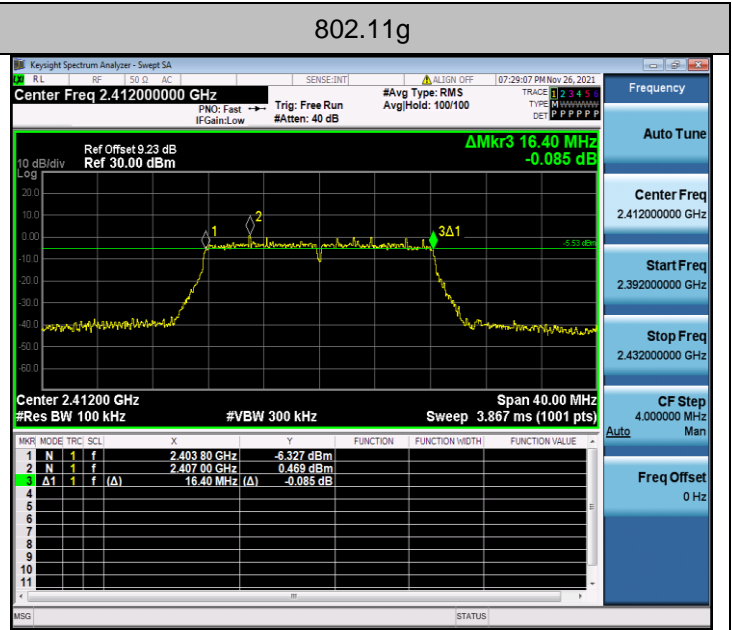 802.11g
Keysight Spectrum Analyzer - Swept SA
LXI RL RF 50 Ω AC SENSE:INT ALIGN OFF 07:29:07 PM Nov 26, 2021
Center Freq 2.412000000 GHz
PNO: Fast
IFGain:Low
Trig: Free Run
#Atten: 40 dB
#Avg Type: RMS
Avg|Hold: 100/100
TRACE 1 2 3 4 5 6
TYPE M WWWWW
DET P P P P P P
Ref Offset 9.23 dB
10 dB/div Ref 30.00 dBm
Log
ΔMkr3 16.40 MHz
-0.085 dB
20.0
10.0
0.00
-10.0
-20.0
-30.0
-40.0
-50.0
-60.0
1
2
3Δ1
-5.53 dBm
Center 2.41200 GHz Span 40.00 MHz
#Res BW 100 kHz #VBW 300 kHz Sweep 3.867 ms (1001 pts)
MKR MODE TRC SCL X Y FUNCTION FUNCTION WIDTH FUNCTION VALUE
1 N 1 f 2.403 80 GHz -6.327 dBm
2 N 1 f 2.407 00 GHz 0.469 dBm
3 Δ1 1 f (Δ) 16.40 MHz (Δ) -0.085 dB
4
5
6
7
8
9
10
11
MSG STATUS
Frequency
Auto Tune
Center Freq
2.412000000 GHz
Start Freq
2.392000000 GHz
Stop Freq
2.432000000 GHz
CF Step
4.000000 MHz
Auto Man
Freq Offset
0 Hz